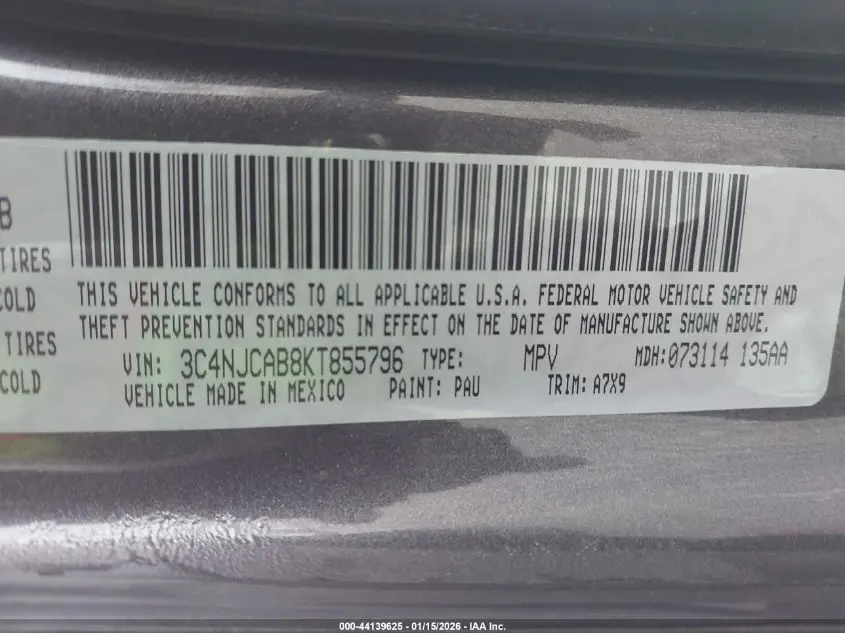 B
TIRES
COLD
TIRES
COLD
THIS VEHICLE CONFORMS TO ALL APPLICABLE U.S.A. FEDERAL MOTOR VEHICLE SAFETY AND
THEFT PREVENTION STANDARDS IN EFFECT ON THE DATE OF MANUFACTURE SHOWN ABOVE.
VIN: 3C4NJCAB8KT855796 TYPE: MPV MDH:073114 135AA
VEHICLE MADE IN MEXICO PAINT: PAU TRIM: A7X9
000-44139625 - 01/15/2026 - IAA Inc.